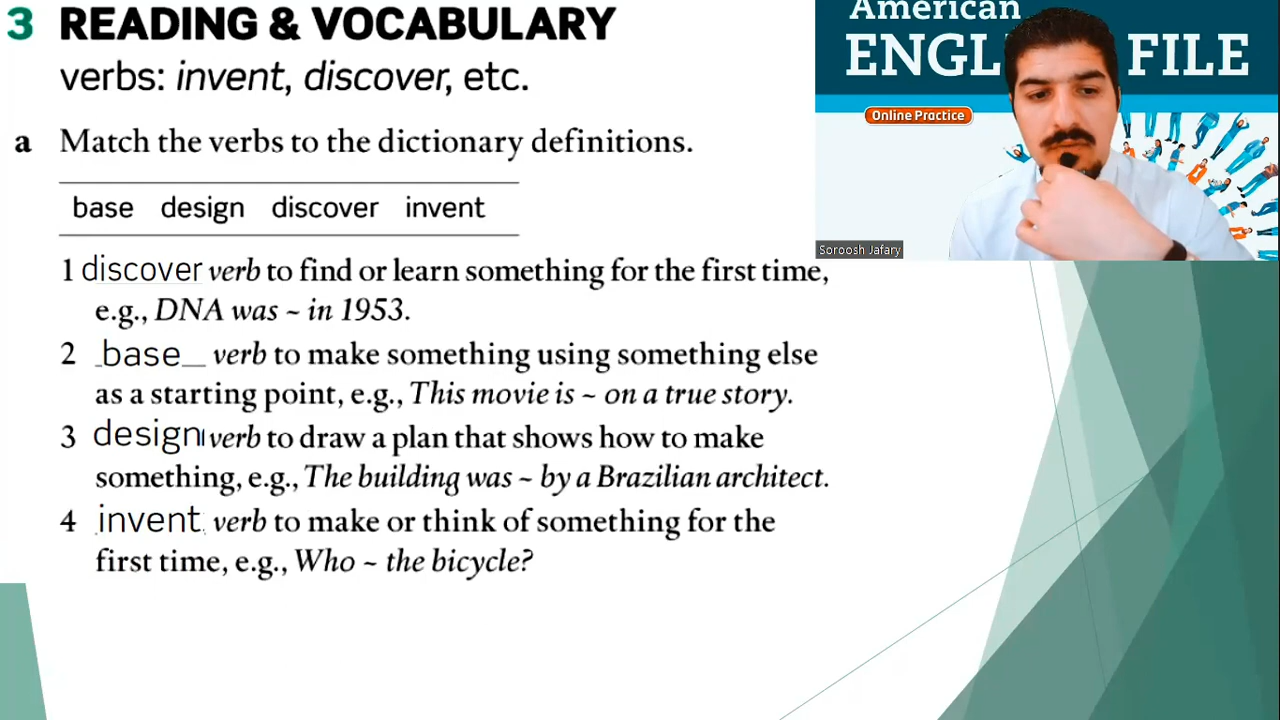 3 READING & VOCABULARY
verbs: invent, discover, etc.
a Match the verbs to the dictionary definitions.
base design discover invent
1 discover verb to find or learn something for the first time,
e.g., DNA was ~ in 1953.
2 _base__ verb to make something using something else
as a starting point, e.g., This movie is ~ on a true story.
3 design verb to draw a plan that shows how to make
something, e.g., The building was ~ by a Brazilian architect.
4 invent verb to make or think of something for the
first time, e.g., Who ~ the bicycle?
American
ENGL FILE
Online Practice
Soroosh Jafary